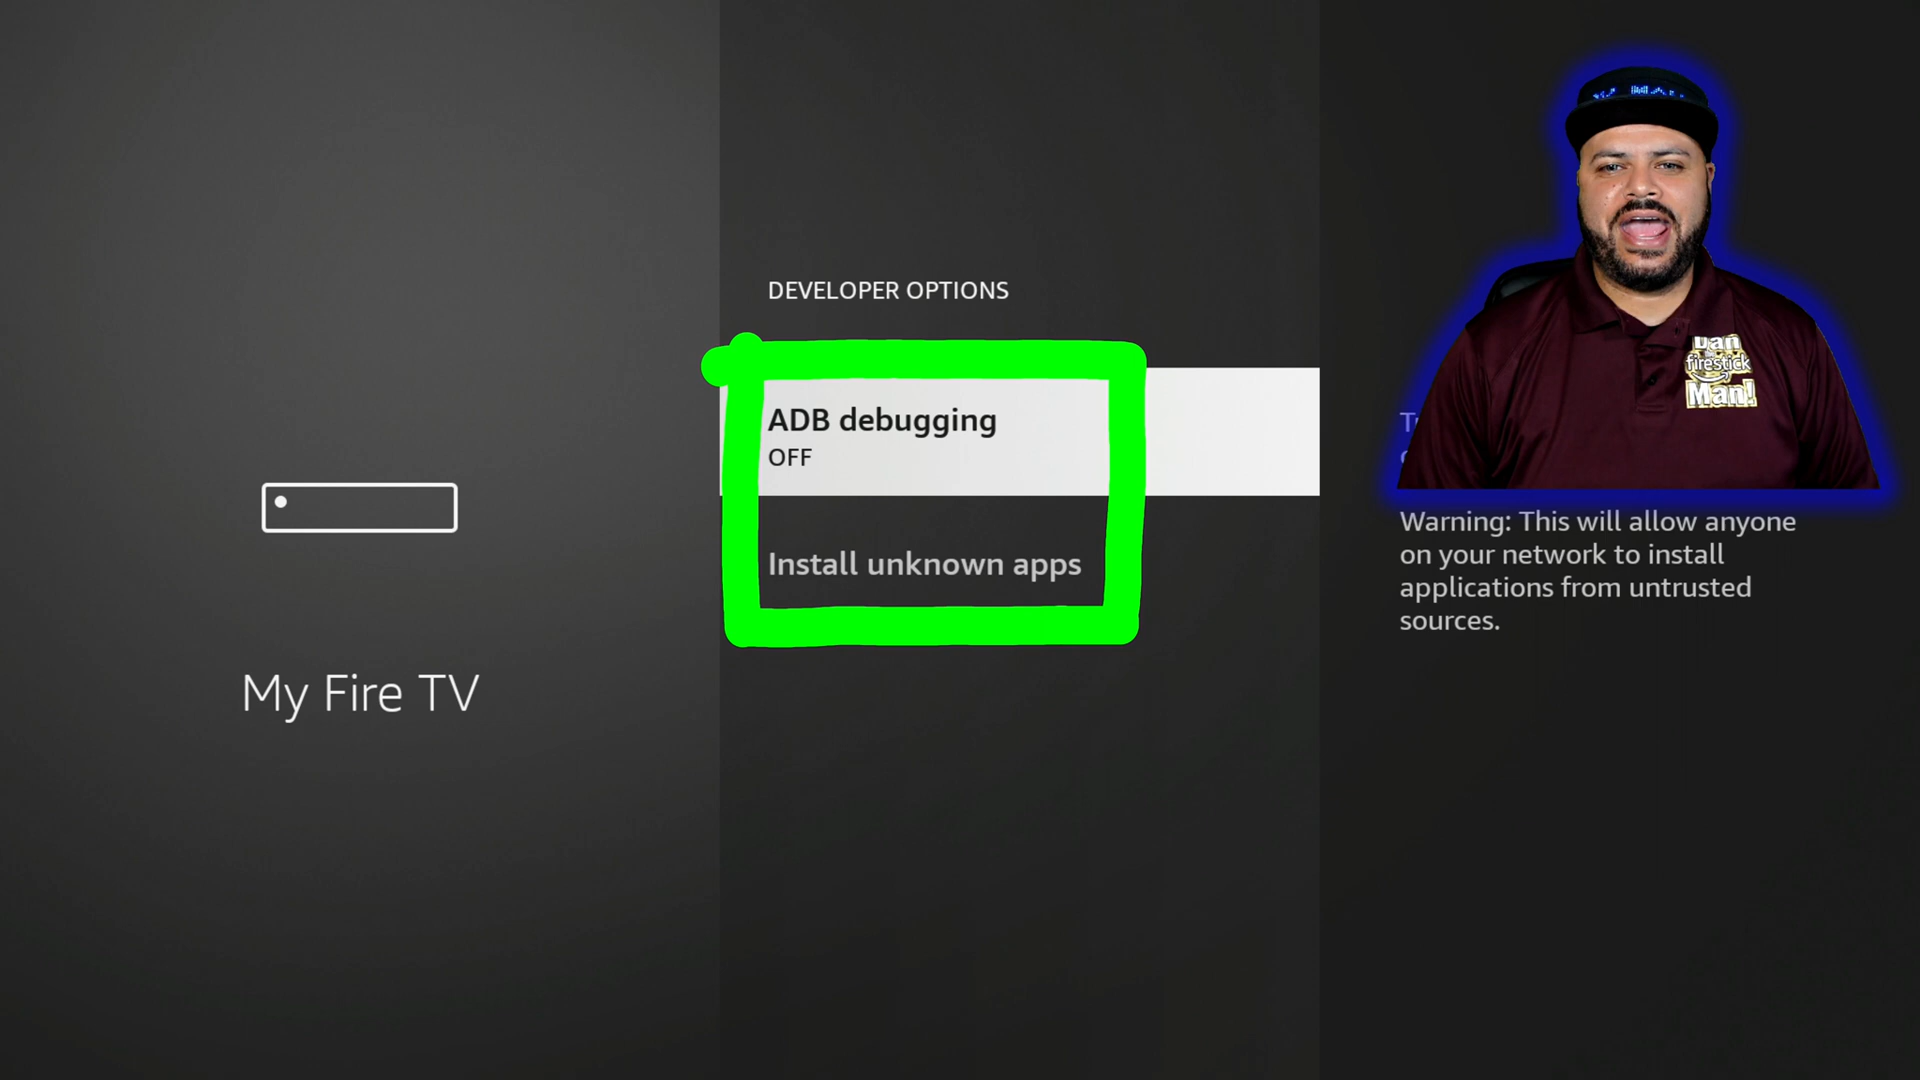 DEVELOPER OPTIONS
ADB debugging
OFF
Install unknown apps
My Fire TV
Warning: This will allow anyone
on your network to install
applications from untrusted
sources.
Dan
firestick
Man!